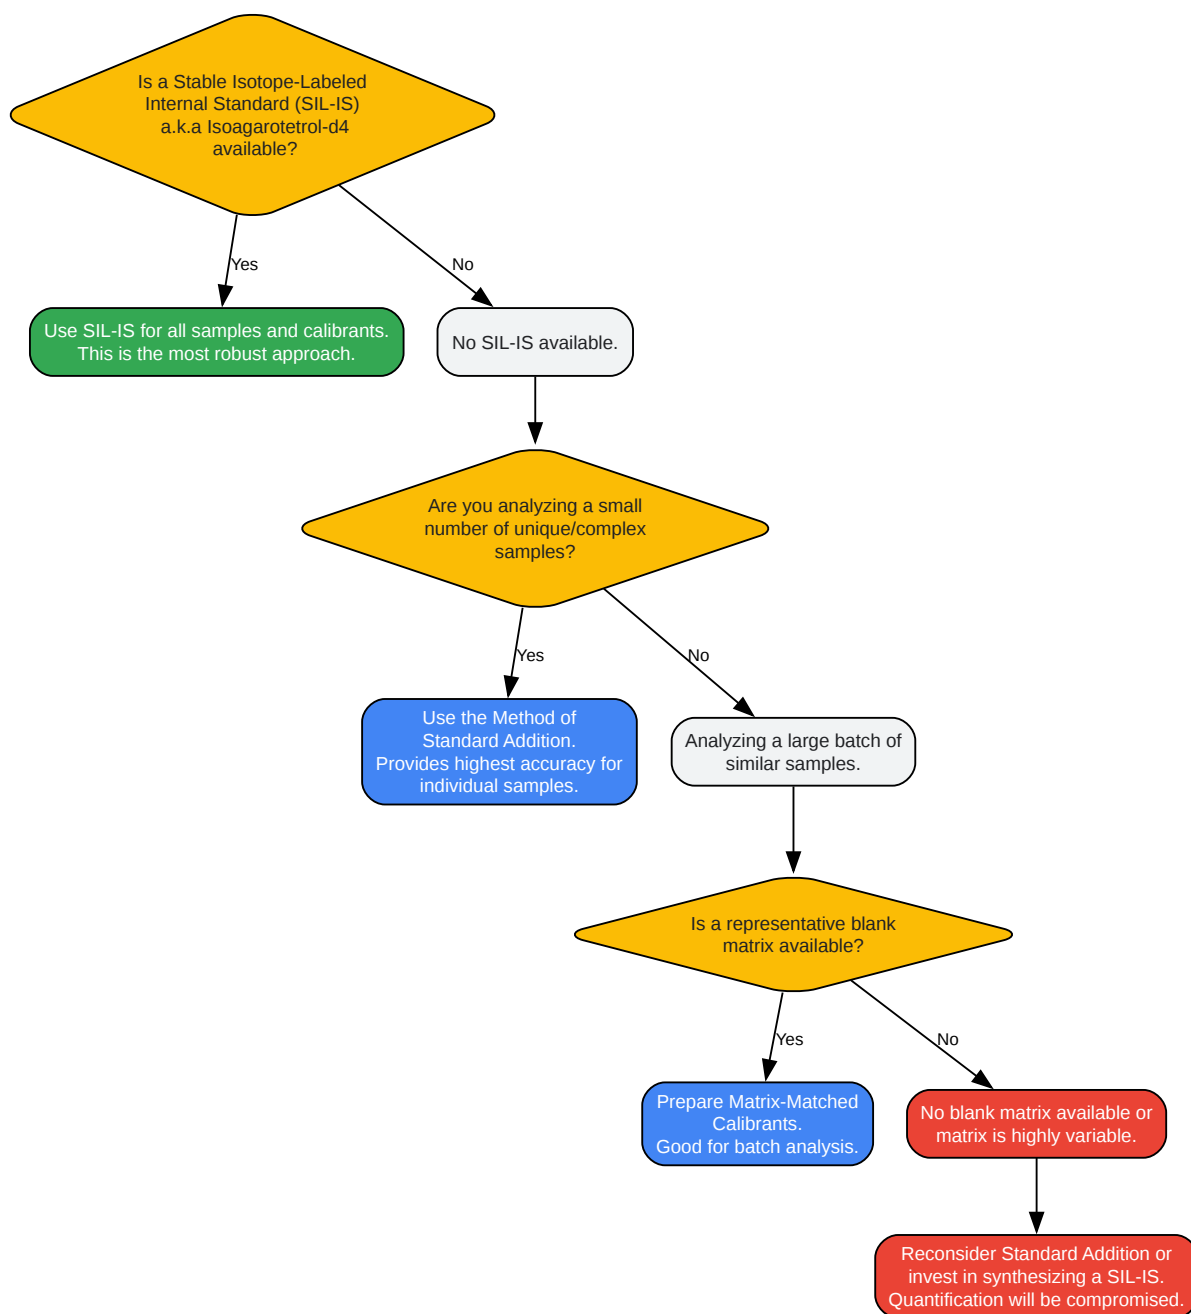 Is a Stable Isotope-Labeled
Internal Standard (SIL-IS)
a.k.a Isoagarotetrol-d4
available?
Yes
No
Use SIL-IS for all samples and calibrants.
This is the most robust approach.
No SIL-IS available.
Are you analyzing a small
number of unique/complex
samples?
Yes
No
Use the Method of
Standard Addition.
Provides highest accuracy for
individual samples.
Analyzing a large batch of
similar samples.
Is a representative blank
matrix available?
Yes
No
Prepare Matrix-Matched
Calibrants.
Good for batch analysis.
No blank matrix available or
matrix is highly variable.
Reconsider Standard Addition or
invest in synthesizing a SIL-IS.
Quantification will be compromised.